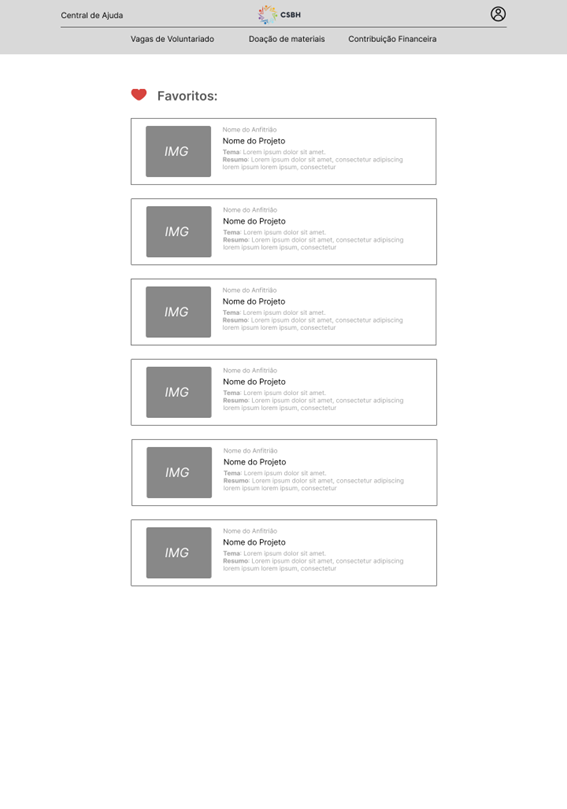 Central de Ajuda
CSBH
Vagas de Voluntariado
Doação de materiais
Contribuição Financeira
Favoritos:
IMG
Nome do Anfitrião
Nome do Projeto
Tema: Lorem ipsum dolor sit amet.
Resumo: Lorem ipsum dolor sit amet, consectetur adipiscing
lorem ipsum lorem ipsum, consectetur
IMG
Nome do Anfitrião
Nome do Projeto
Tema: Lorem ipsum dolor sit amet.
Resumo: Lorem ipsum dolor sit amet, consectetur adipiscing
lorem ipsum lorem ipsum, consectetur
IMG
Nome do Anfitrião
Nome do Projeto
Tema: Lorem ipsum dolor sit amet.
Resumo: Lorem ipsum dolor sit amet, consectetur adipiscing
lorem ipsum lorem ipsum, consectetur
IMG
Nome do Anfitrião
Nome do Projeto
Tema: Lorem ipsum dolor sit amet.
Resumo: Lorem ipsum dolor sit amet, consectetur adipiscing
lorem ipsum lorem ipsum, consectetur
IMG
Nome do Anfitrião
Nome do Projeto
Tema: Lorem ipsum dolor sit amet.
Resumo: Lorem ipsum dolor sit amet, consectetur adipiscing
lorem ipsum lorem ipsum, consectetur
IMG
Nome do Anfitrião
Nome do Projeto
Tema: Lorem ipsum dolor sit amet.
Resumo: Lorem ipsum dolor sit amet, consectetur adipiscing
lorem ipsum lorem ipsum, consectetur